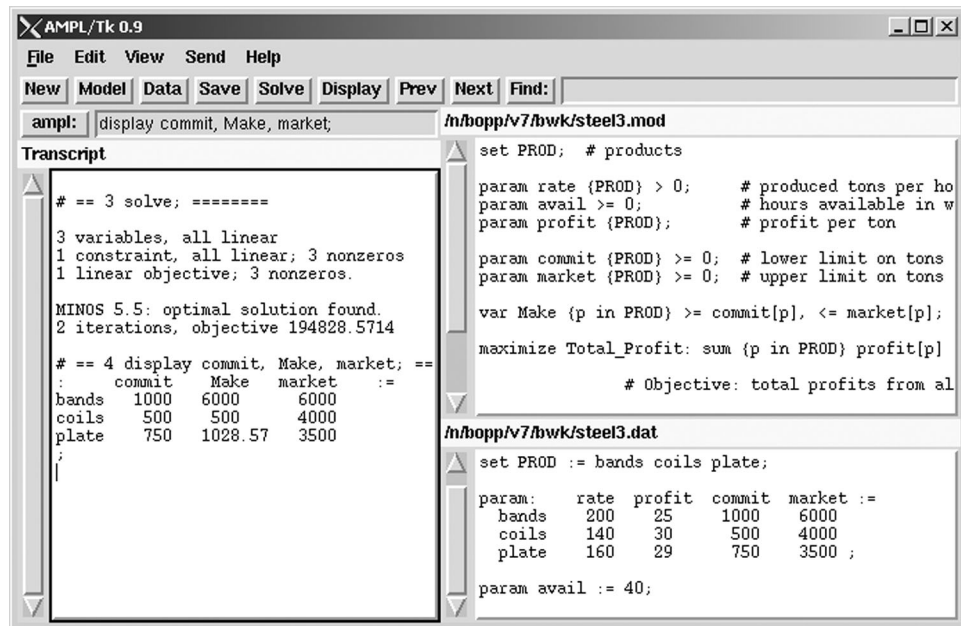 AMPL/Tk 0.9
File Edit View Send Help
New Model Data Save Solve Display Prev Next Find:
ampl: display commit, Make, market;
Transcript
# == 3 solve; ========
3 variables, all linear
1 constraint, all linear; 3 nonzeros
1 linear objective; 3 nonzeros.
MINOS 5.5: optimal solution found.
2 iterations, objective 194828.5714
# == 4 display commit, Make, market; ==
: commit Make market :=
bands 1000 6000 6000
coils 500 500 4000
plate 750 1028.57 3500
;
/n/bopp/v7/bwk/steel3.mod
set PROD; # products
param rate {PROD} > 0; # produced tons per ho
param avail >= 0; # hours available in w
param profit {PROD}; # profit per ton
param commit {PROD} >= 0; # lower limit on tons
param market {PROD} >= 0; # upper limit on tons
var Make {p in PROD} >= commit[p], <= market[p];
maximize Total_Profit: sum {p in PROD} profit[p]
# Objective: total profits from al
/n/bopp/v7/bwk/steel3.dat
set PROD := bands coils plate;
param: rate profit commit market :=
bands 200 25 1000 6000
coils 140 30 500 4000
plate 160 29 750 3500 ;
param avail := 40;